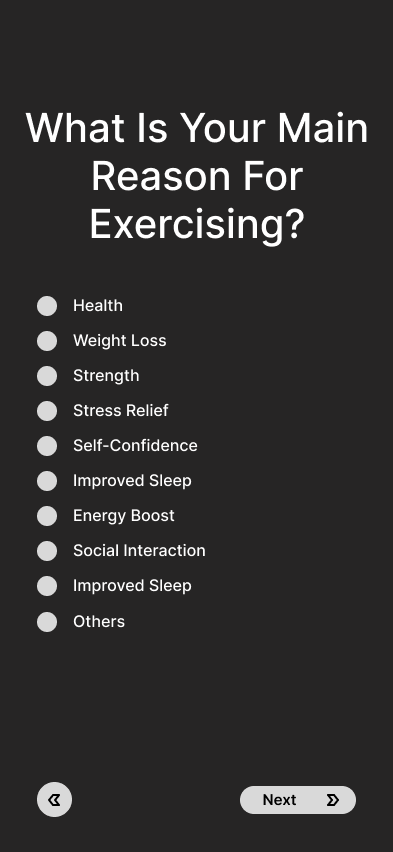 What Is Your Main
Reason For
Exercising?
Health
Weight Loss
Strength
Stress Relief
Self-Confidence
Improved Sleep
Energy Boost
Social Interaction
Improved Sleep
Others
Next